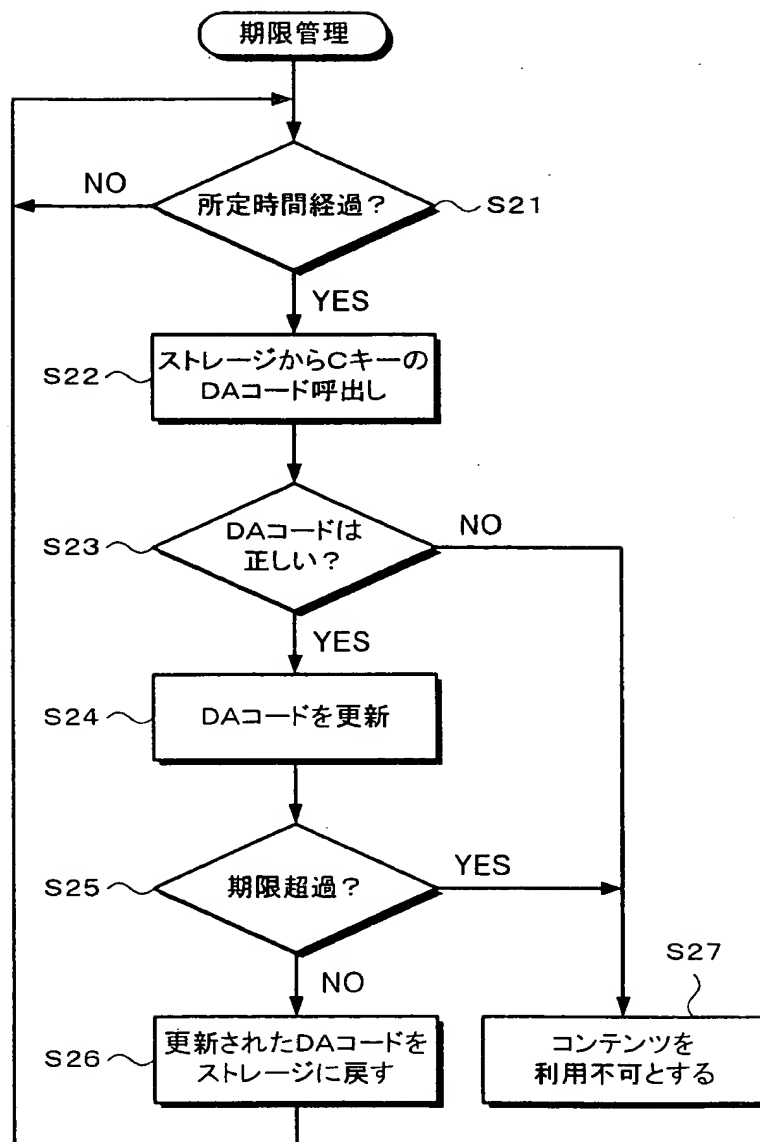 期限管理
NO
所定時間経過？
S21
YES
S22
ストレージからCキーの
DAコード呼出し
S23
DAコードは
正しい？
NO
YES
S24
DAコードを更新
S25
期限超過？
YES
NO
S27
S26
更新されたDAコードを
ストレージに戻す
コンテンツを
利用不可とする